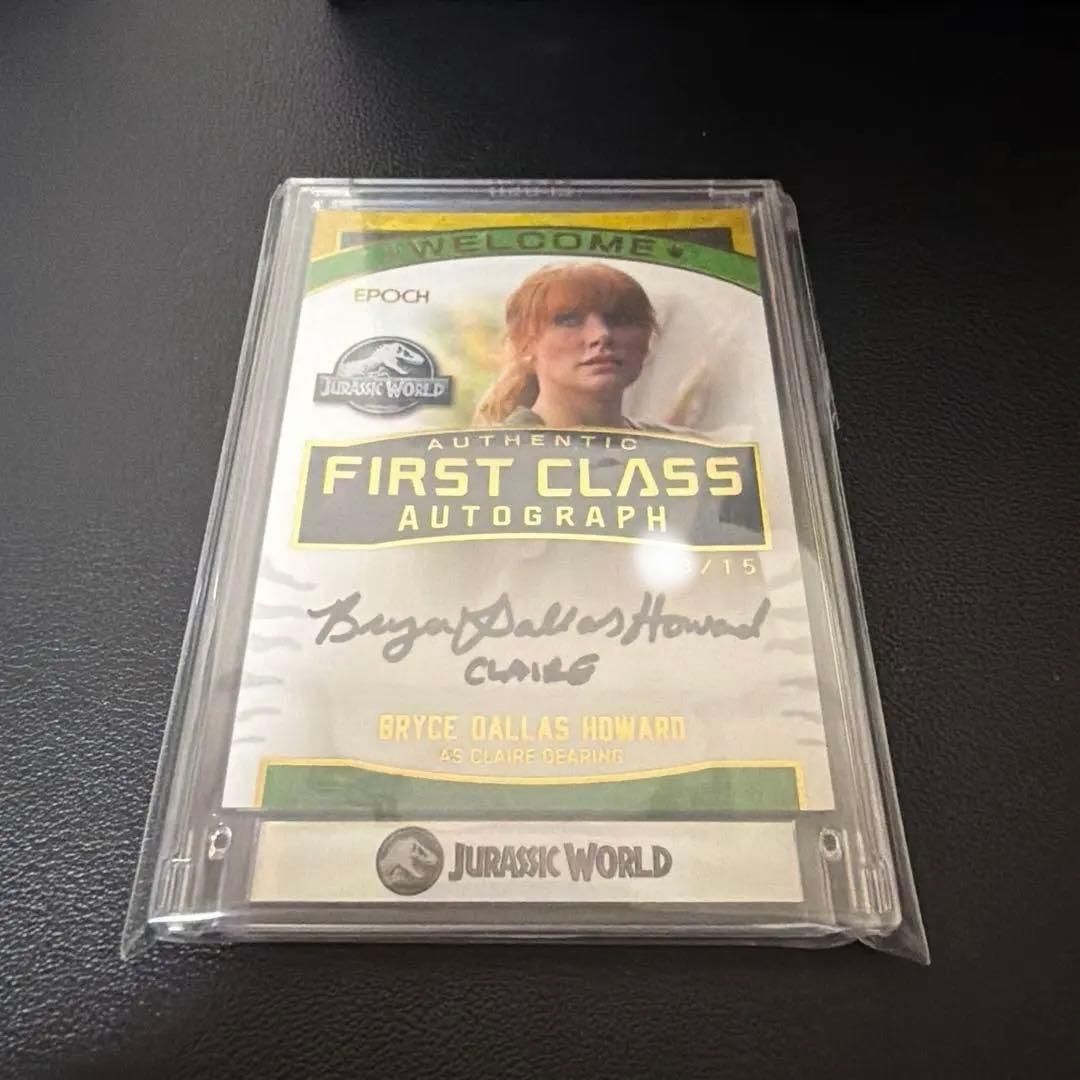 WELCOME
EPOCH
JURASSIC WORLD
AUTHENTIC
FIRST CLASS
AUTOGRAPH
/15
Bryce Dallas Howard
CLAIRE
BRYCE DALLAS HOWARD
AS CLAIRE DEARING
JURASSIC WORLD